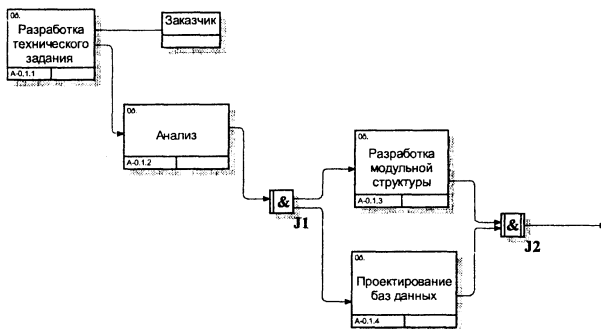 0б.
Разработка
технического
задания
А-0.1.1
Заказчик
0б.
Анализ
А-0.1.2
&
J1
0б.
Разработка
модульной
структуры
А-0.1.3
0б.
Проектирование
баз данных
А-0.1.4
&
J2